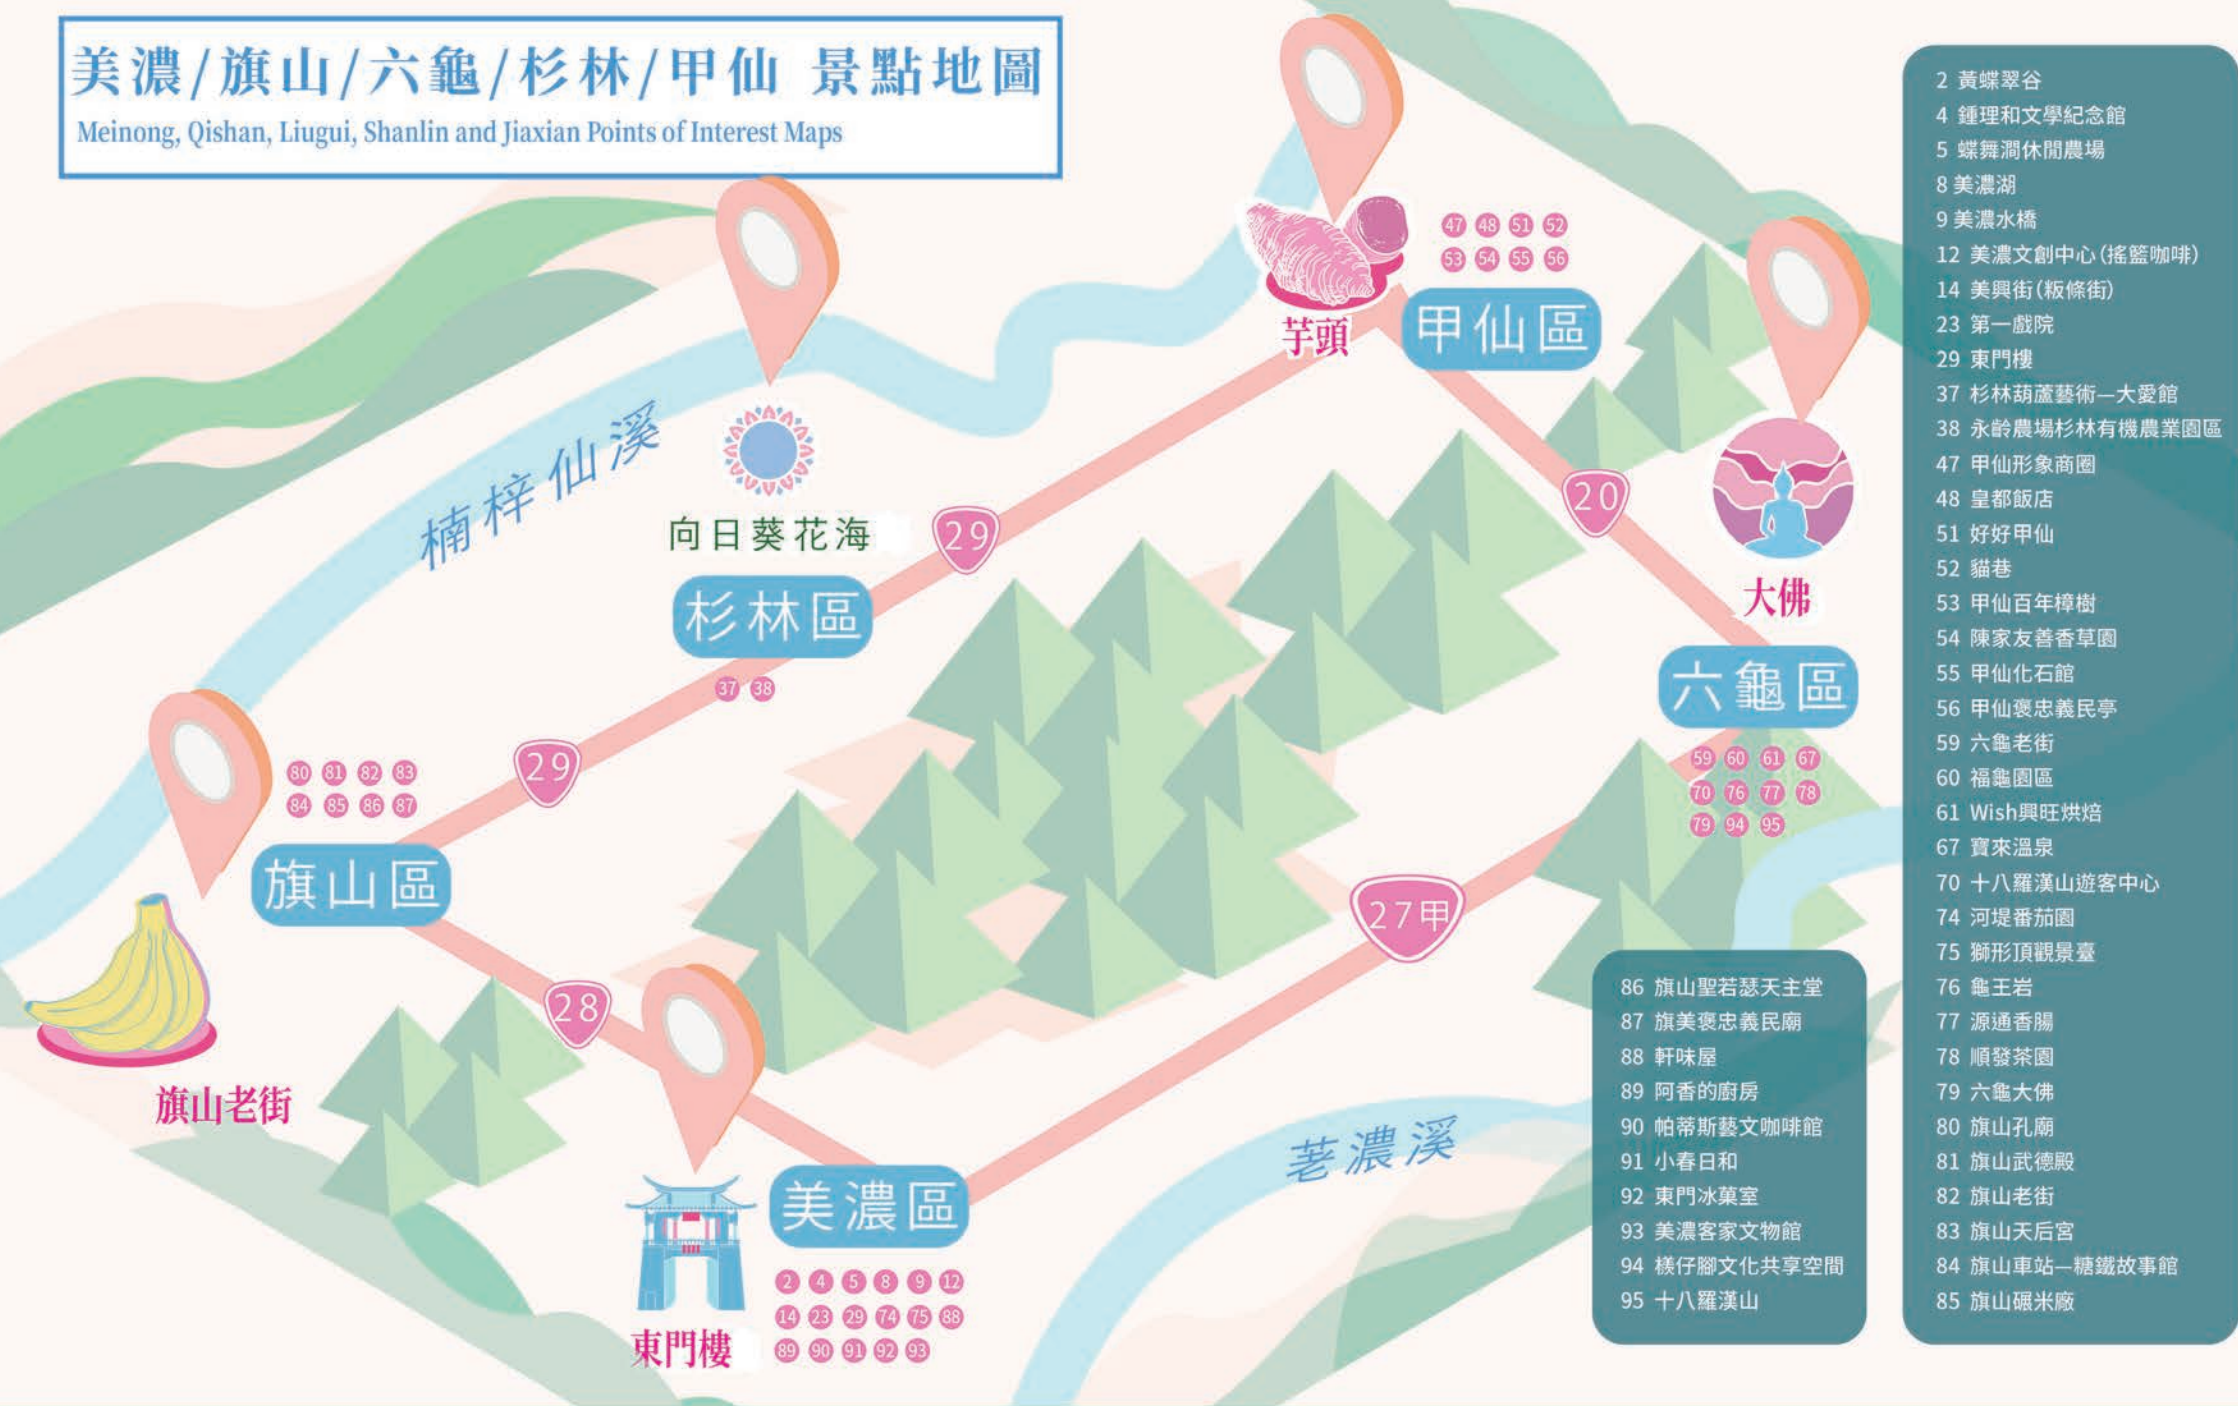 美濃/旗山/六龜/杉林/甲仙 景點地圖
Meinong, Qishan, Liugui, Shanlin and Jiaxian Points of Interest Maps
47 48 51 52
53 54 55 56
甲仙區
芋頭
楠梓仙溪
向日葵花海
29
20
杉林區
37 38
大佛
六龜區
59 60 61 67
70 76 77 78
79 94 95
29
80 81 82 83
84 85 86 87
旗山區
27甲
28
旗山老街
荖濃溪
美濃區
2 4 5 8 9 12
14 23 29 74 75 88
89 90 91 92 93
東門樓
2 黃蝶翠谷
4 鍾理和文學紀念館
5 蝶舞澗休閒農場
8 美濃湖
9 美濃水橋
12 美濃文創中心(搖籃咖啡)
14 美興街(粄條街)
23 第一戲院
29 東門樓
37 杉林葫蘆藝術—大愛館
38 永齡農場杉林有機農業園區
47 甲仙形象商圈
48 皇都飯店
51 好好甲仙
52 貓巷
53 甲仙百年樟樹
54 陳家友善香草園
55 甲仙化石館
56 甲仙褒忠義民亭
59 六龜老街
60 福龜園區
61 Wish興旺烘焙
67 寶來溫泉
70 十八羅漢山遊客中心
74 河堤番茄園
75 獅形頂觀景臺
76 龜王岩
77 源通香腸
78 順發茶園
79 六龜大佛
80 旗山孔廟
81 旗山武德殿
82 旗山老街
83 旗山天后宮
84 旗山車站—糖鐵故事館
85 旗山碾米廠
86 旗山聖若瑟天主堂
87 旗美褒忠義民廟
88 軒味屋
89 阿香的廚房
90 帕蒂斯藝文咖啡館
91 小春日和
92 東門冰菓室
93 美濃客家文物館
94 檨仔腳文化共享空間
95 十八羅漢山